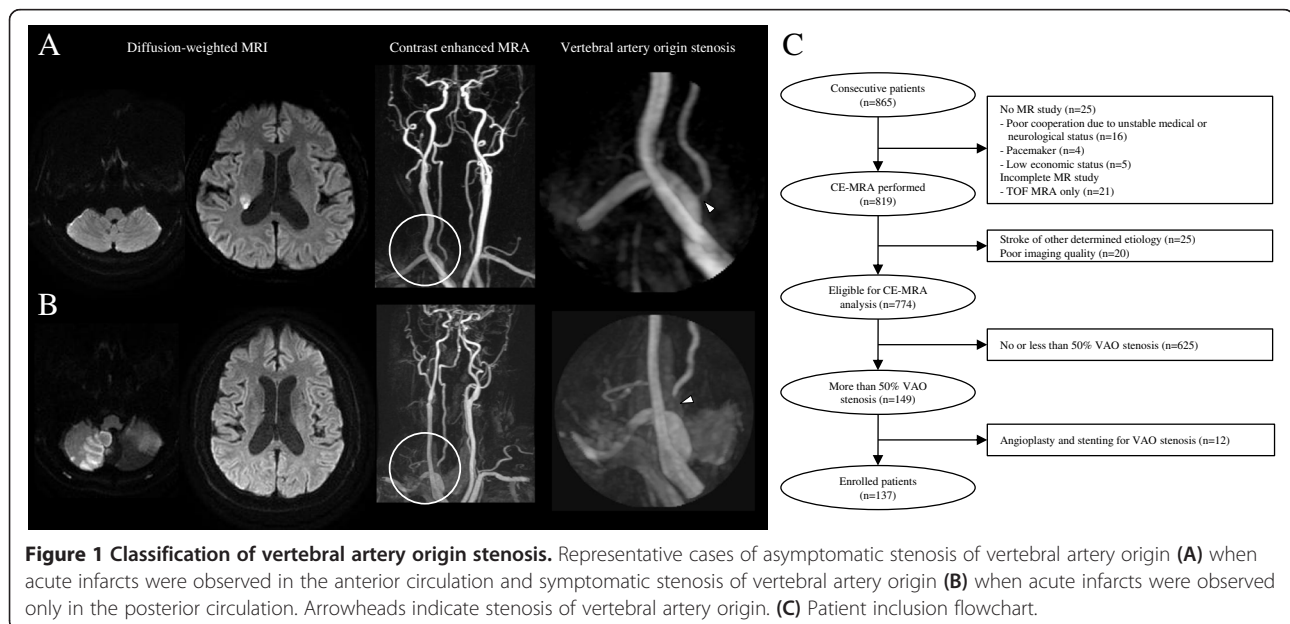 A
Diffusion-weighted MRI
Contrast enhanced MRA
Vertebral artery origin stenosis
B
C
Consecutive patients
(n=865)
No MR study (n=25)
- Poor cooperation due to unstable medical or
neurological status (n=16)
- Pacemaker (n=4)
- Low economic status (n=5)
Incomplete MR study
- TOF MRA only (n=21)
CE-MRA performed
(n=819)
Stroke of other determined etiology (n=25)
Poor imaging quality (n=20)
Eligible for CE-MRA
analysis
(n=774)
No or less than 50% VAO stenosis (n=625)
More than 50% VAO
stenosis
(n=149)
Angioplasty and stenting for VAO stenosis (n=12)
Enrolled patients
(n=137)
Figure 1 Classification of vertebral artery origin stenosis. Representative cases of asymptomatic stenosis of vertebral artery origin (A) when
acute infarcts were observed in the anterior circulation and symptomatic stenosis of vertebral artery origin (B) when acute infarcts were observed
only in the posterior circulation. Arrowheads indicate stenosis of vertebral artery origin. (C) Patient inclusion flowchart.